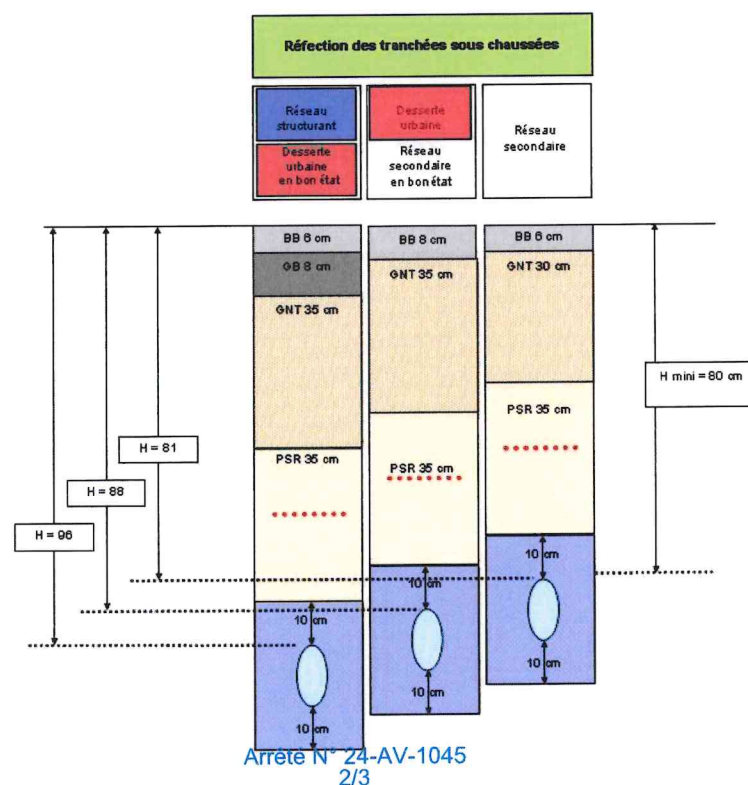 Réfection des tranchées sous chaussées
Réseau
structurant
Desserte
urbaine
en bon état
Desserte
urbaine
Réseau
secondaire
en bon état
Réseau
secondaire
BB 6 cm
GB 8 cm
GNT 35 cm
PSR 35 cm
10 cm
10 cm
BB 8 cm
GNT 35 cm
PSR 35 cm
10 cm
10 cm
BB 6 cm
GNT 30 cm
PSR 35 cm
10 cm
10 cm
H = 81
H = 88
H = 96
H mini = 80 cm
Arrêté N° 24-AV-1045
2/3